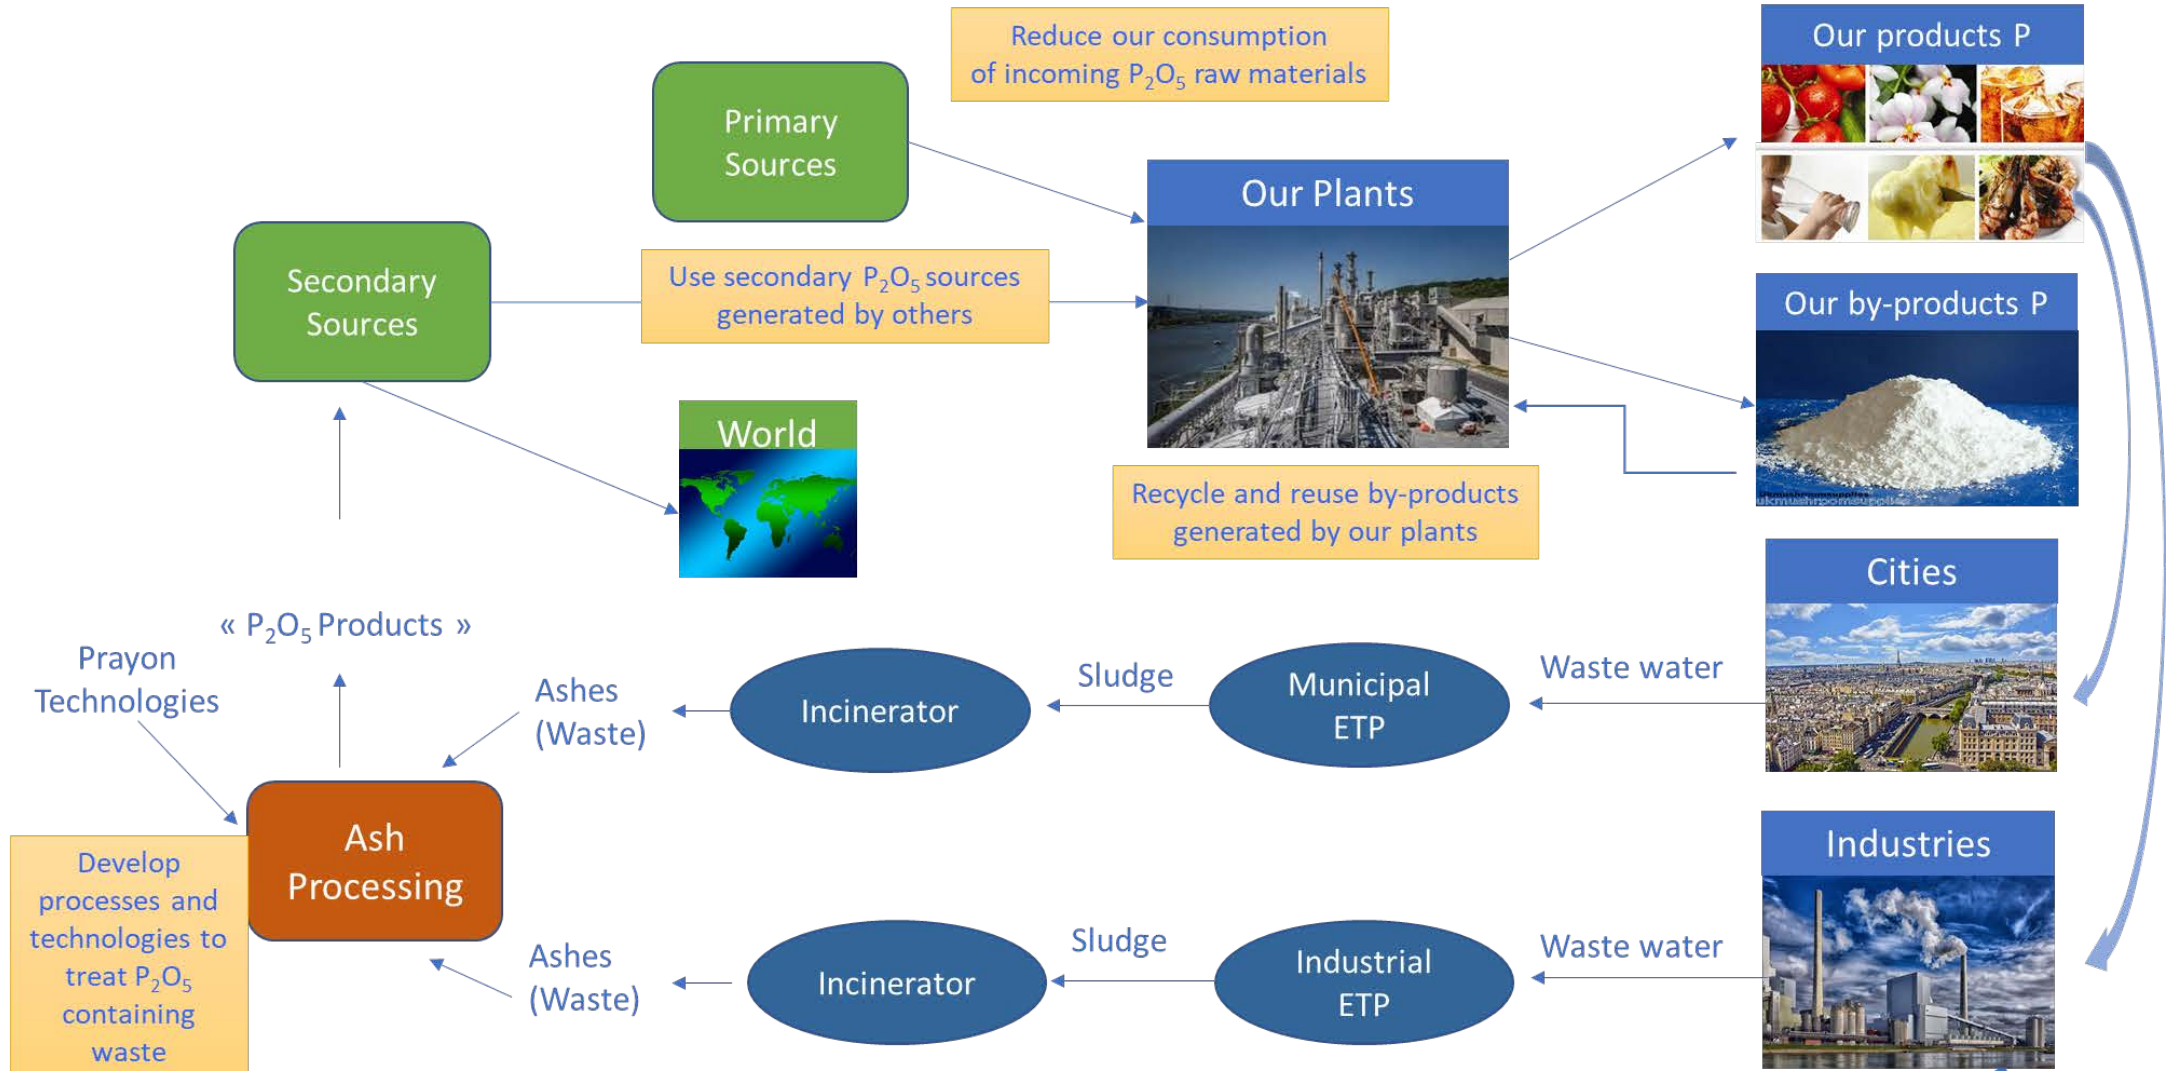 Reduce our consumption
of incoming P₂O₅ raw materials
Our products P
Primary
Sources
Our Plants
Secondary
Sources
Use secondary P₂O₅ sources
generated by others
Our by-products P
World
Recycle and reuse by-products
generated by our plants
ukmushroomsupplies
ukmushroomsupplies
Cities
« P₂O₅ Products »
Prayon
Technologies
Ashes
(Waste)
Incinerator
Sludge
Municipal
ETP
Waste water
Ash
Processing
Industries
Develop
processes and
technologies to
treat P₂O₅
containing
waste
Ashes
(Waste)
Incinerator
Sludge
Industrial
ETP
Waste water